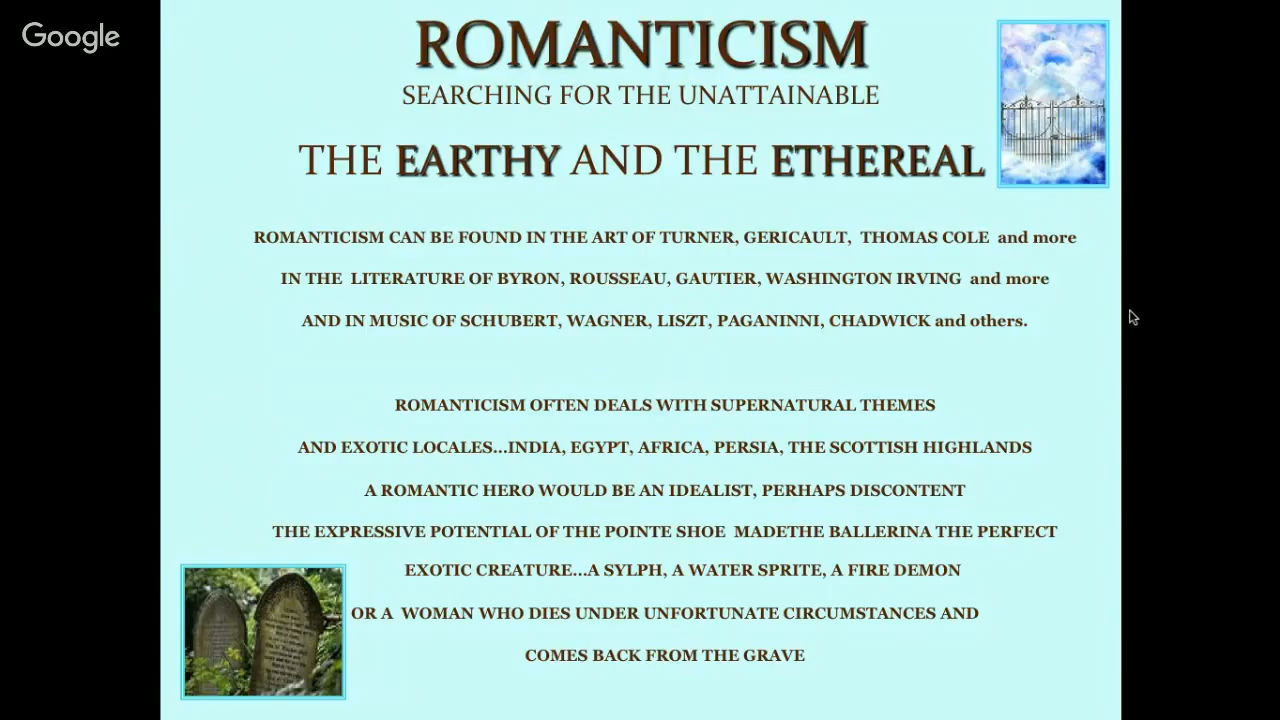 Google
ROMANTICISM
SEARCHING FOR THE UNATTAINABLE
THE EARTHY AND THE ETHEREAL
ROMANTICISM CAN BE FOUND IN THE ART OF TURNER, GERICAULT, THOMAS COLE and more
IN THE LITERATURE OF BYRON, ROUSSEAU, GAUTIER, WASHINGTON IRVING and more
AND IN MUSIC OF SCHUBERT, WAGNER, LISZT, PAGANINNI, CHADWICK and others.
ROMANTICISM OFTEN DEALS WITH SUPERNATURAL THEMES
AND EXOTIC LOCALES...INDIA, EGYPT, AFRICA, PERSIA, THE SCOTTISH HIGHLANDS
A ROMANTIC HERO WOULD BE AN IDEALIST, PERHAPS DISCONTENT
THE EXPRESSIVE POTENTIAL OF THE POINTE SHOE MADETHE BALLERINA THE PERFECT
EXOTIC CREATURE...A SYLPH, A WATER SPRITE, A FIRE DEMON
OR A WOMAN WHO DIES UNDER UNFORTUNATE CIRCUMSTANCES AND
COMES BACK FROM THE GRAVE